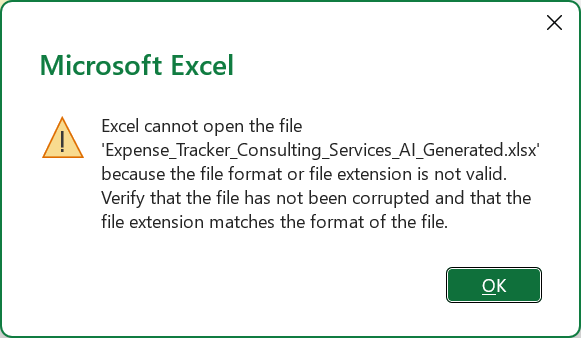 Microsoft Excel
Excel cannot open the file
'Expense_Tracker_Consulting_Services_AI_Generated.xlsx'
because the file format or file extension is not valid.
Verify that the file has not been corrupted and that the
file extension matches the format of the file.
OK